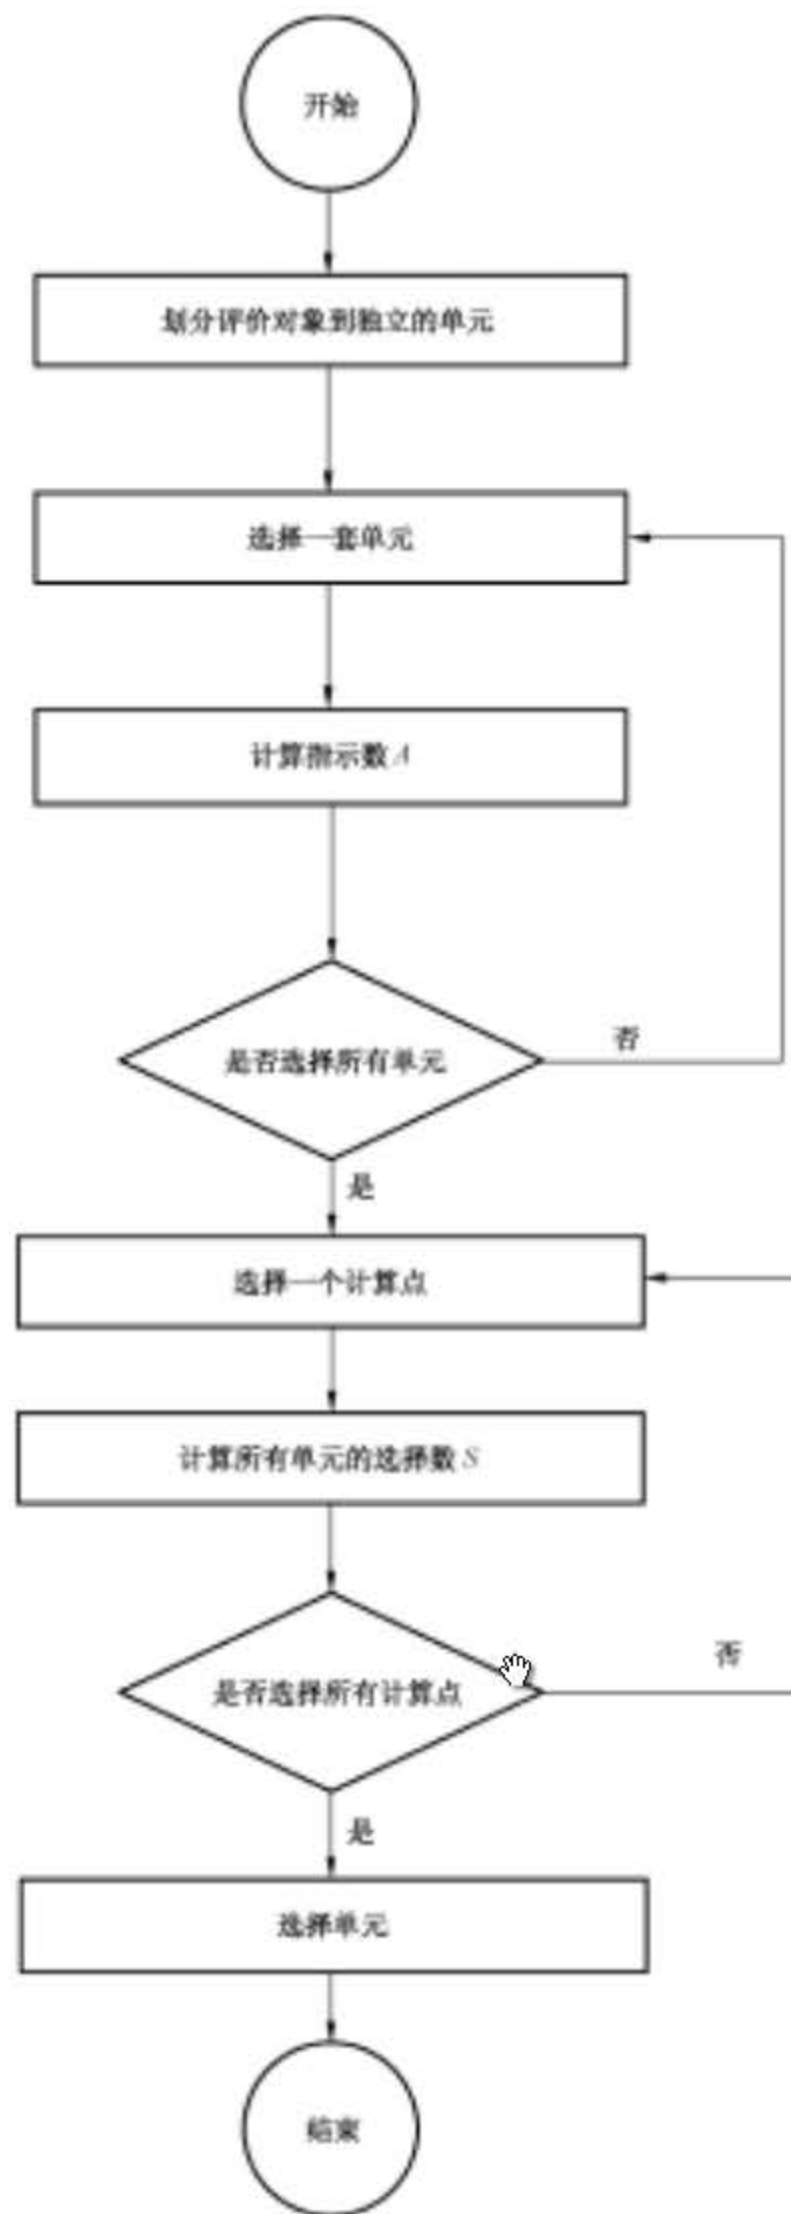 开始
划分评价对象到独立的单元
选择一套单元
计算指示数 A
是否选择所有单元
否
是
选择一个计算点
计算所有单元的选择数 S
是否选择所有计算点
否
是
选择单元
结束